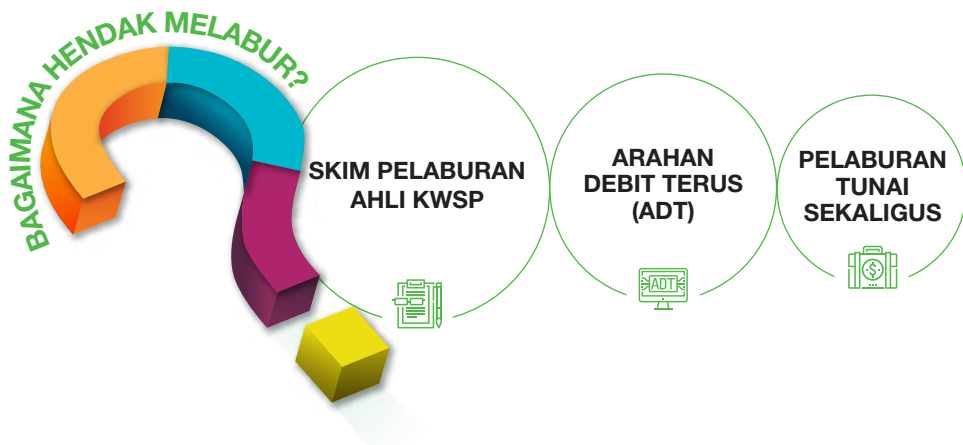 BAGAIMANA HENDAK MELABUR?
SKIM PELABURAN
AHLI KWSP
ARAHAN
DEBIT TERUS
(ADT)
ADT
PELABURAN
TUNAI
SEKALIGUS
$